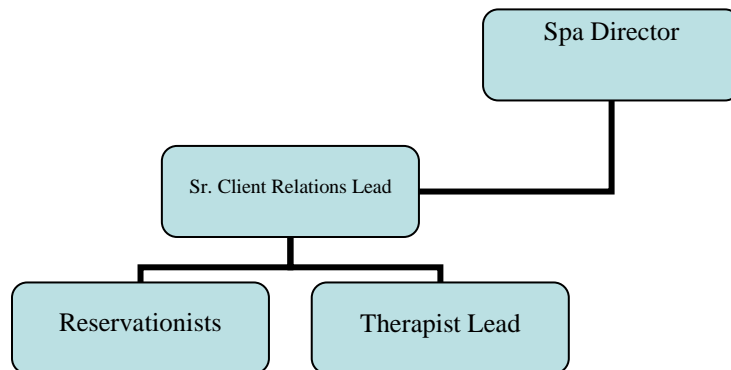 Spa Director
Sr. Client Relations Lead
Reservationists
Therapist Lead